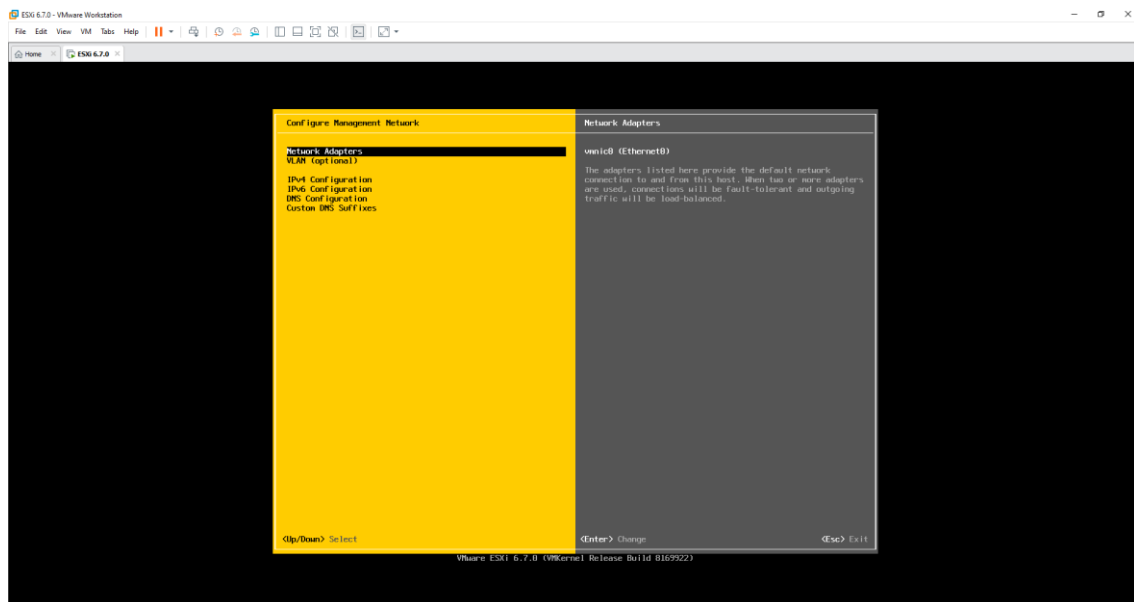 ESXi 6.7.0 - VMware Workstation
File Edit View VM Tabs Help
Home
ESXi 6.7.0
Configure Management Network
Network Adapters
VLAN (optional)
IPv4 Configuration
IPv6 Configuration
DNS Configuration
Custom DNS Suffixes
<Up/Down> Select
Network Adapters
vmnic0 (Ethernet0)
The adapters listed here provide the default network
connection to and from this host. When two or more adapters
are used, connections will be fault-tolerant and outgoing
traffic will be load-balanced.
<Enter> Change
<Esc> Exit
VMware ESXi 6.7.0 (VMKernel Release Build 8169922)